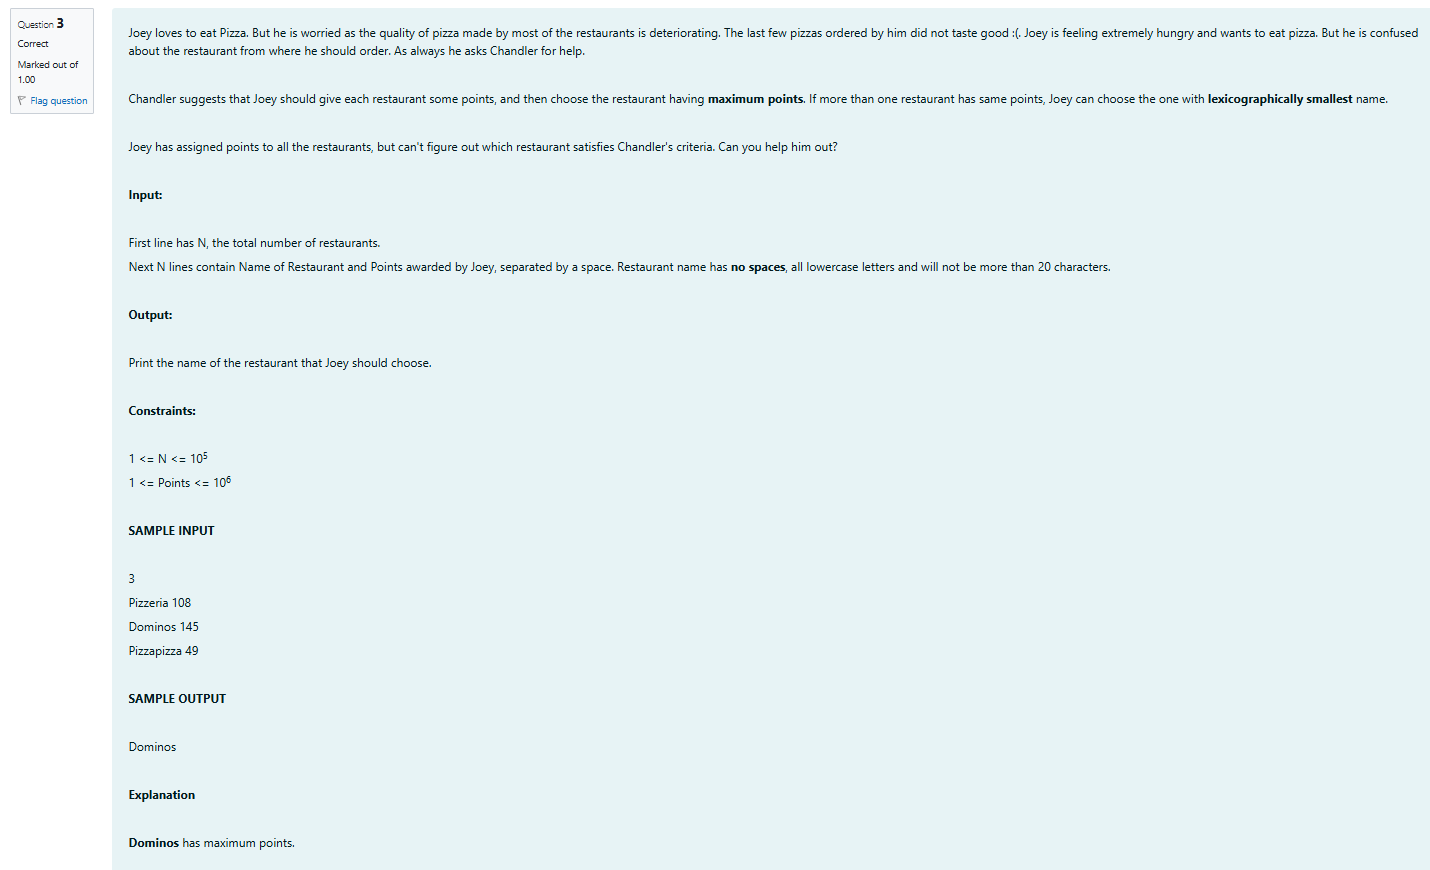 Question 3
Correct
Marked out of
1.00
Flag question
Joey loves to eat Pizza. But he is worried as the quality of pizza made by most of the restaurants is deteriorating. The last few pizzas ordered by him did not taste good :(. Joey is feeling extremely hungry and wants to eat pizza. But he is confused
about the restaurant from where he should order. As always he asks Chandler for help.
Chandler suggests that Joey should give each restaurant some points, and then choose the restaurant having maximum points. If more than one restaurant has same points, Joey can choose the one with lexicographically smallest name.
Joey has assigned points to all the restaurants, but can't figure out which restaurant satisfies Chandler's criteria. Can you help him out?
Input:
First line has N, the total number of restaurants.
Next N lines contain Name of Restaurant and Points awarded by Joey, separated by a space. Restaurant name has no spaces, all lowercase letters and will not be more than 20 characters.
Output:
Print the name of the restaurant that Joey should choose.
Constraints:
1 <= N <= 10⁵
1 <= Points <= 10⁶
SAMPLE INPUT
3
Pizzeria 108
Dominos 145
Pizzapizza 49
SAMPLE OUTPUT
Dominos
Explanation
Dominos has maximum points.